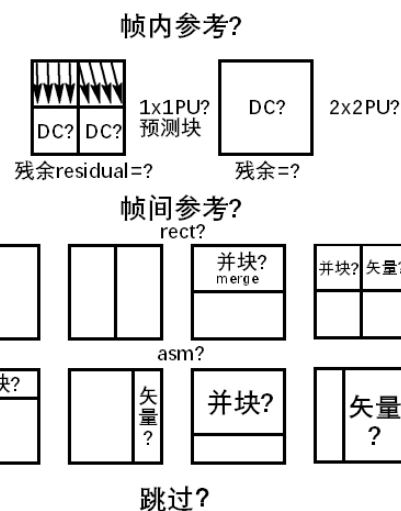 帧内参考?
DC? DC?
1x1PU?
预测块
DC?
2x2PU?
残余residual=?
残余=?
帧间参考?
rect?
并块?
merge
并块? 矢量?
asm?
块?
矢量?
并块?
矢量?
跳过?